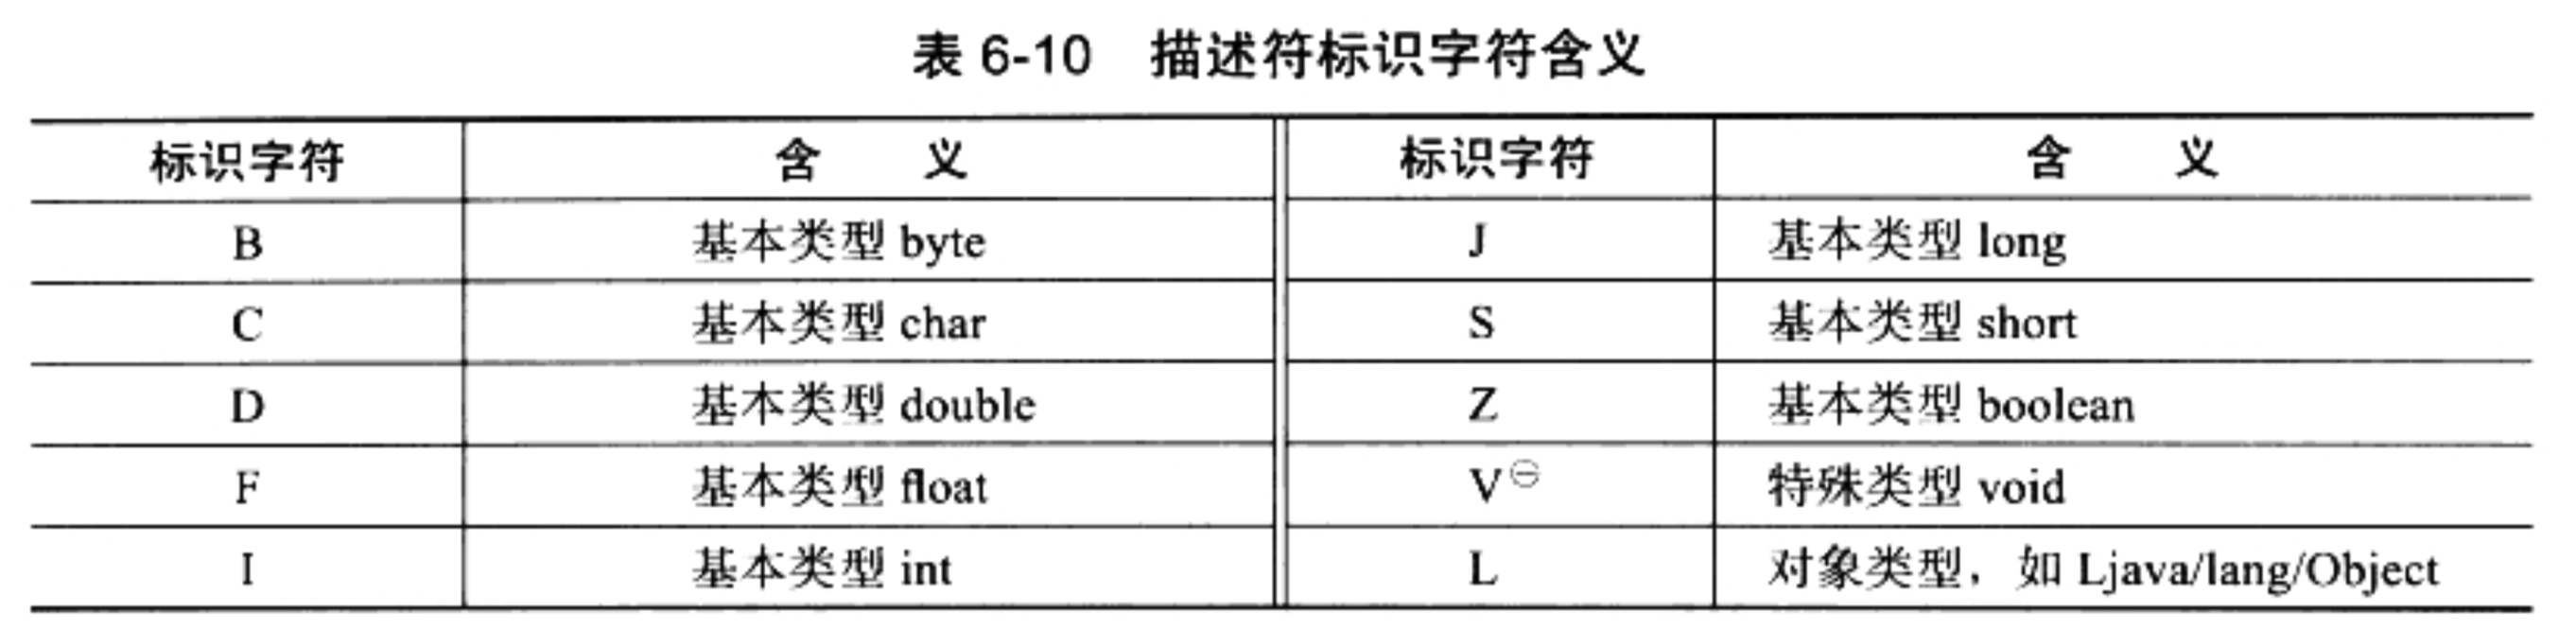 表 6-10 描述符标识字符含义
标识字符 含 义 标识字符 含 义
B 基本类型 byte J 基本类型 long
C 基本类型 char S 基本类型 short
D 基本类型 double Z 基本类型 boolean
F 基本类型 float V㊀ 特殊类型 void
I 基本类型 int L 对象类型，如 Ljava/lang/Object